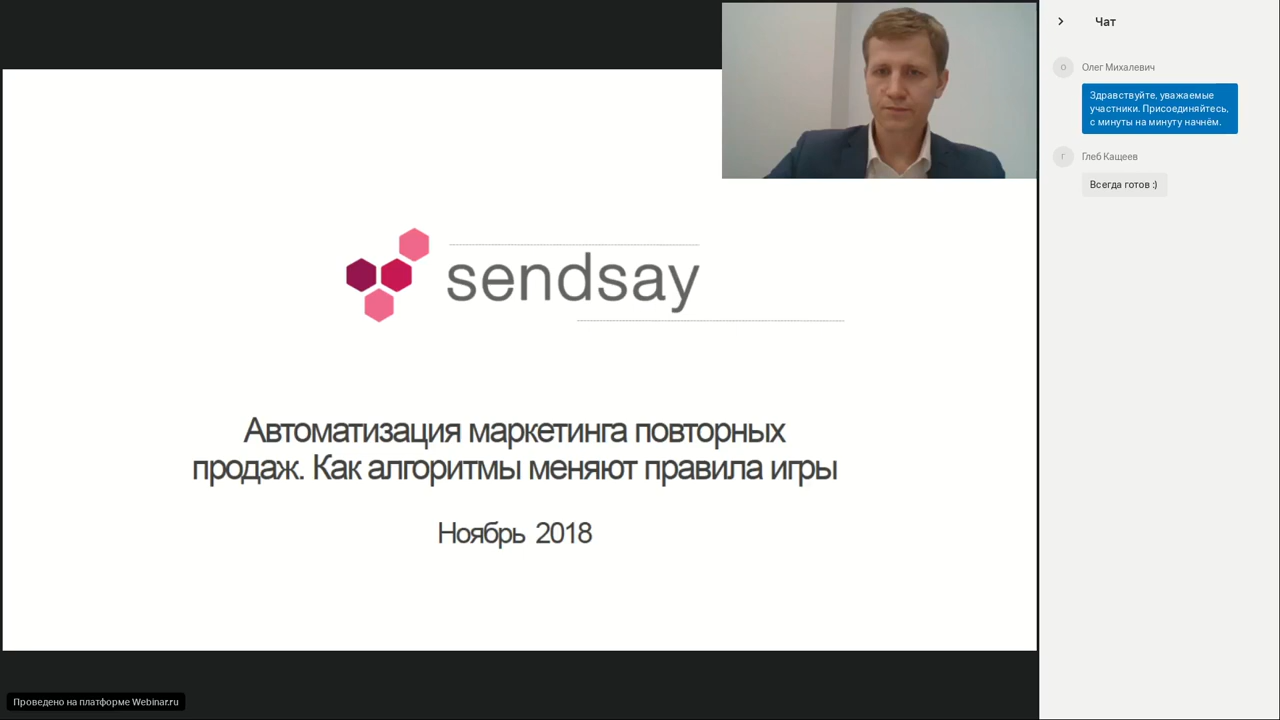 sendsay
Автоматизация маркетинга повторных
продаж. Как алгоритмы меняют правила игры
Ноябрь 2018
Проведено на платформе Webinar.ru
Чат
О
Олег Михалевич
Здравствуйте, уважаемые
участники. Присоединяйтесь,
с минуты на минуту начнём.
Г
Глеб Кащеев
Всегда готов :)